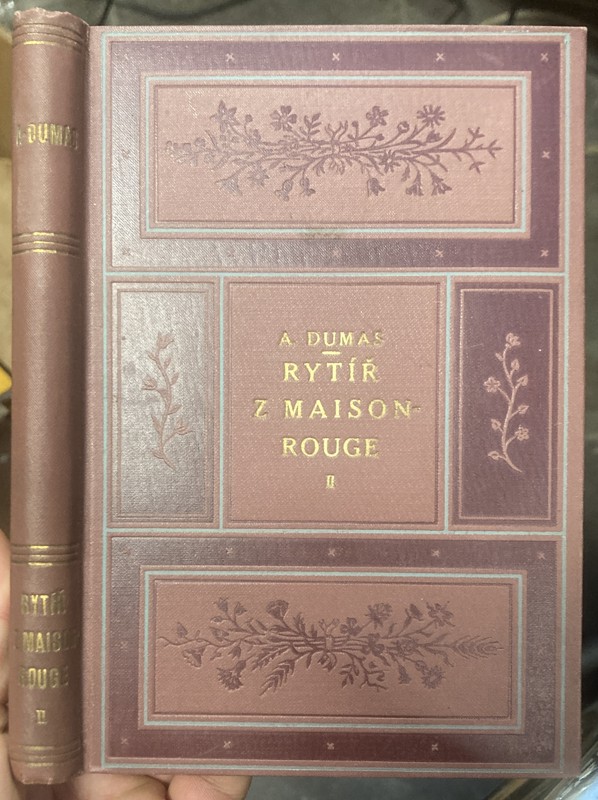 A. DUMAS
RYTÍŘ
Z MAISON-
ROUGE
II
A. DUMAS
RYTÍŘ
Z MAISON
ROUGE
II